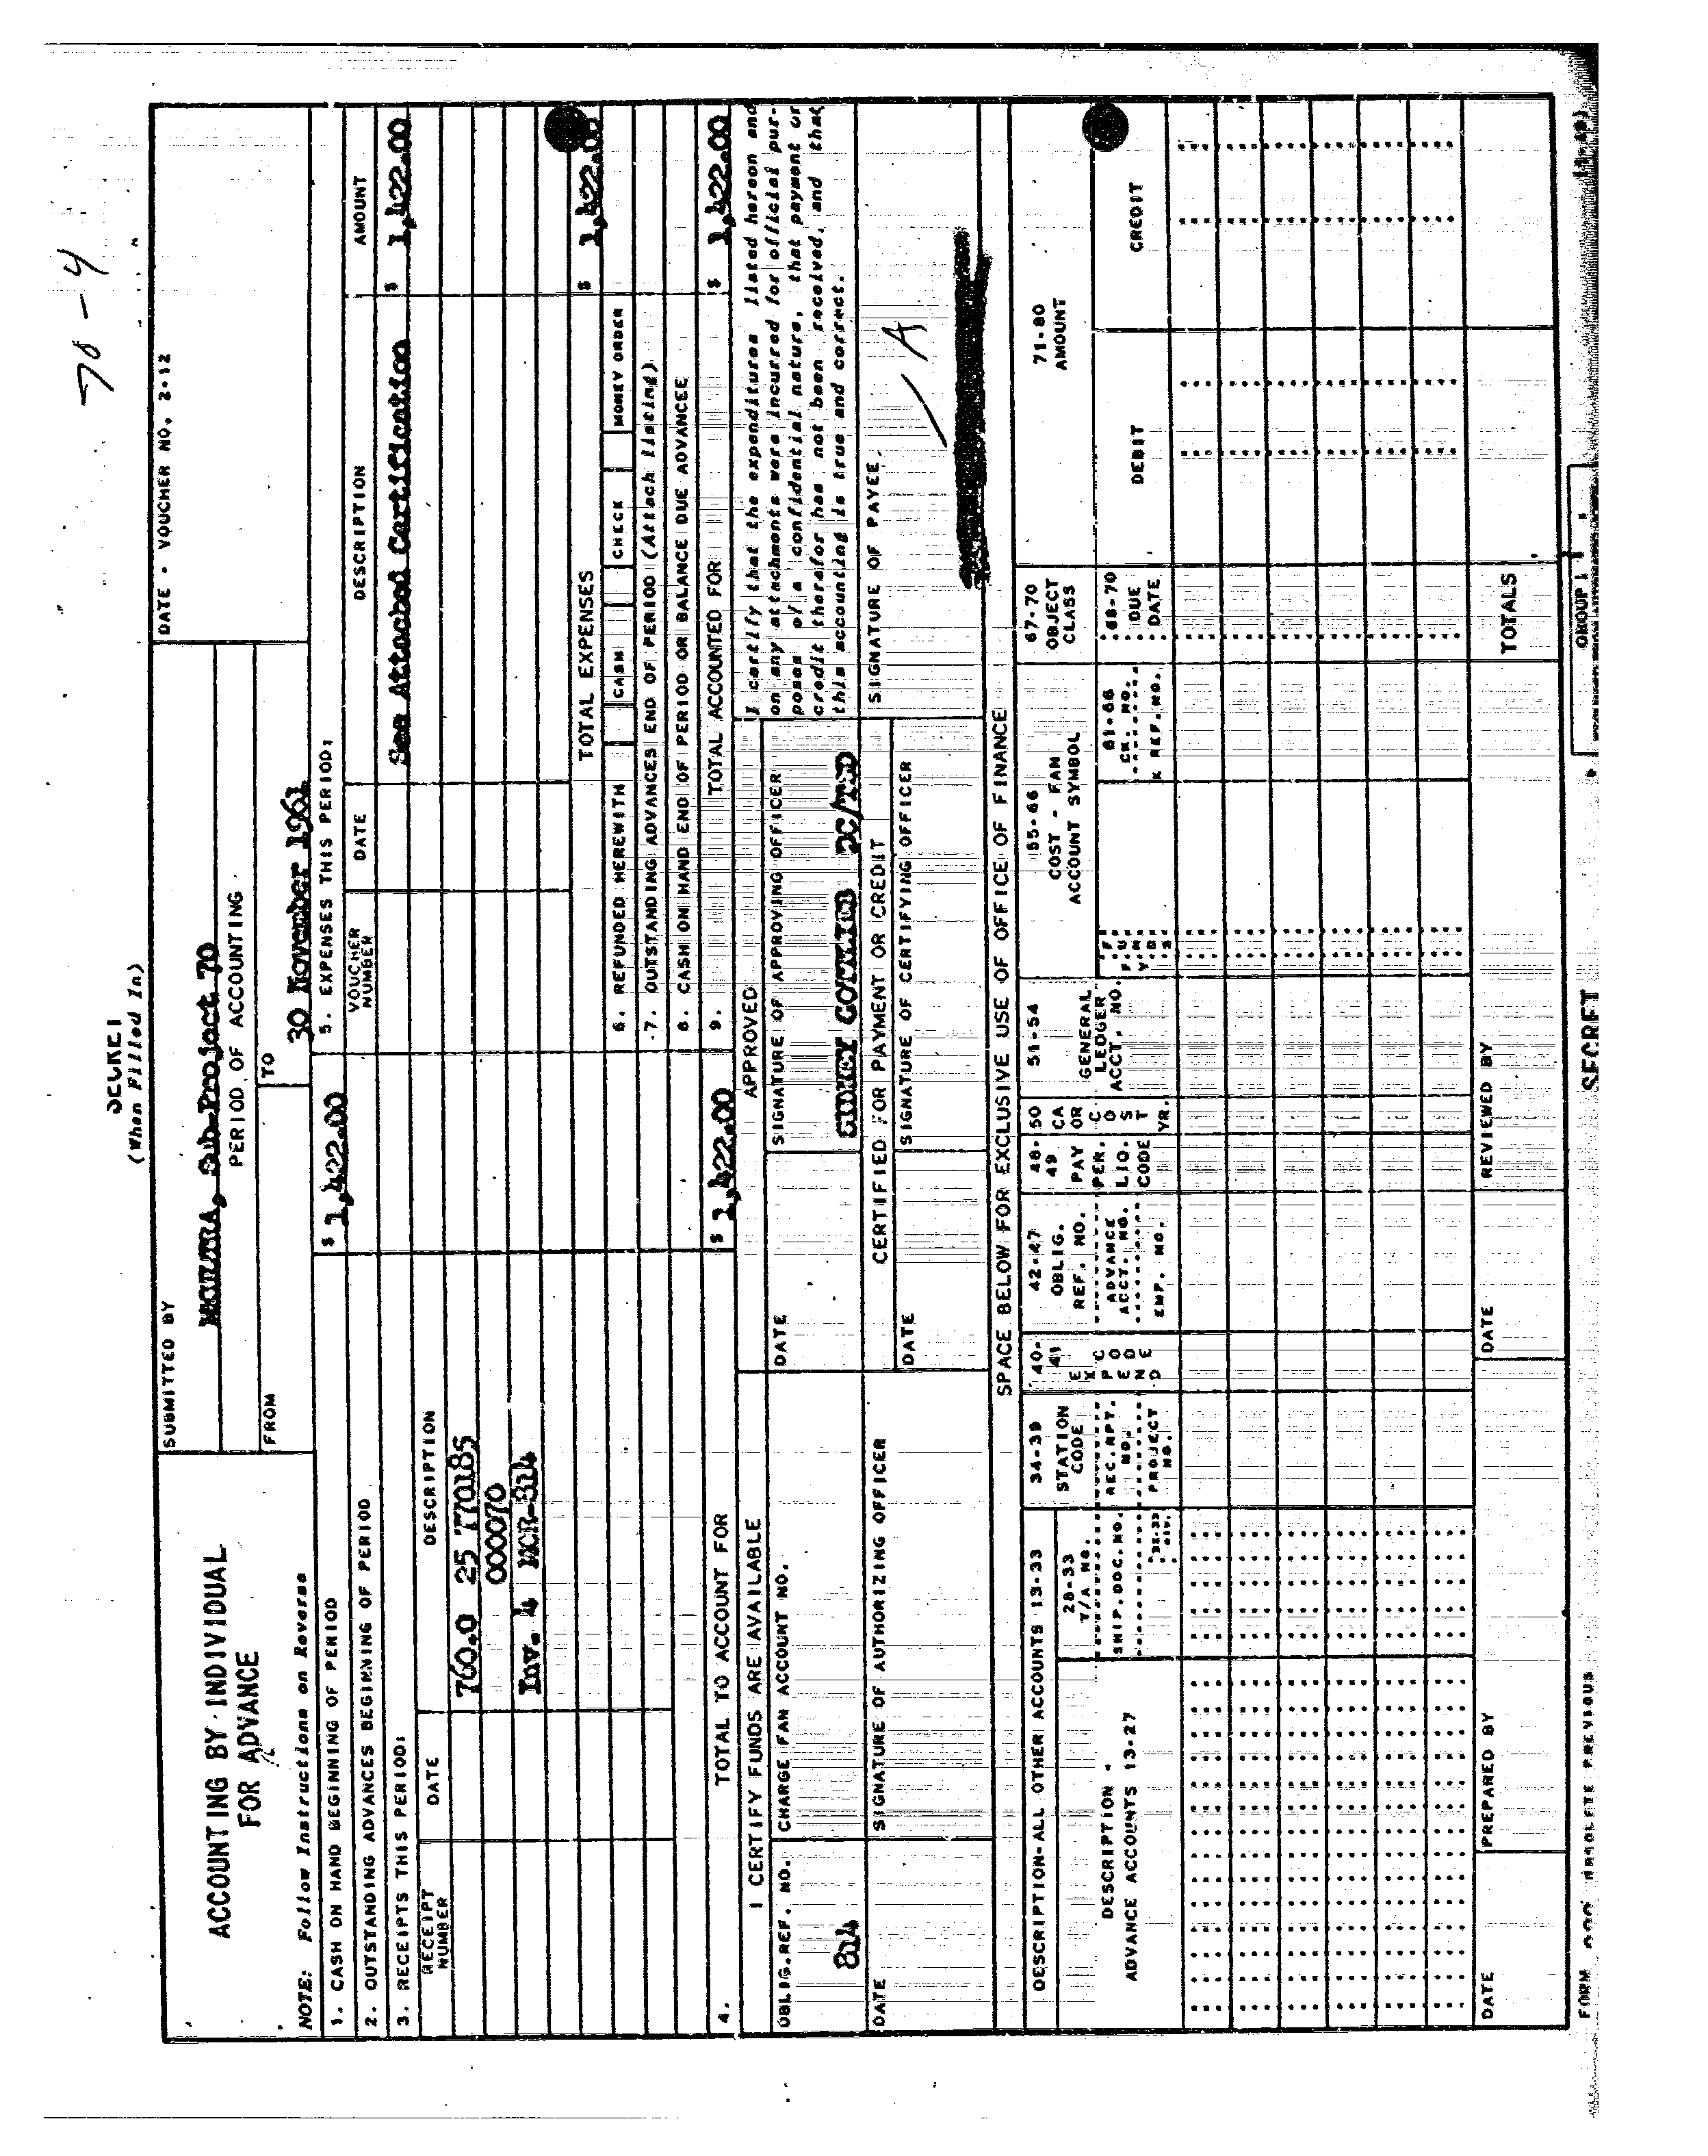 70-4
SECRET
(When Filled In)
ACCOUNTING BY INDIVIDUAL
FOR ADVANCE
SUBMITTED BY
MKULTRA, Sub-Project 70
PERIOD OF ACCOUNTING
FROM
TO
30 November 1961
DATE - VOUCHER NO. 2-12
NOTE: Follow Instructions on Reverse
1. CASH ON HAND BEGINNING OF PERIOD
$ 1,422.00
2. OUTSTANDING ADVANCES BEGINNING OF PERIOD
3. RECEIPTS THIS PERIOD:
RECEIPT NUMBER
DATE
DESCRIPTION
760.0 25 770185
000070
Inv. 4 MCR-814
4. TOTAL TO ACCOUNT FOR
$ 1,422.00
5. EXPENSES THIS PERIOD:
VOUCHER NUMBER
DATE
DESCRIPTION
AMOUNT
See Attached Certification
$ 1,422.00
TOTAL EXPENSES
$ 1,422.00
6. REFUNDED HEREWITH
CASH
CHECK
MONEY ORDER
7. OUTSTANDING ADVANCES END OF PERIOD (Attach listing)
8. CASH ON HAND END OF PERIOD OR BALANCE DUE ADVANCEE
9. TOTAL ACCOUNTED FOR
$ 1,422.00
I CERTIFY FUNDS ARE AVAILABLE
OBLIG.REF. NO.
814
CHARGE FAN ACCOUNT NO.
DATE
SIGNATURE OF AUTHORIZING OFFICER
APPROVED
DATE
SIGNATURE OF APPROVING OFFICER
SIDNEY GOTTLIEB DC/TSD
CERTIFIED FOR PAYMENT OR CREDIT
DATE
SIGNATURE OF CERTIFYING OFFICER
I certify that the expenditures listed hereon and
on any attachments were incurred for official pur-
poses of a confidential nature, that payment or
credit therefor has not been received, and that
this accounting is true and correct.
SIGNATURE OF PAYEE
A
SPACE BELOW FOR EXCLUSIVE USE OF OFFICE OF FINANCE
DESCRIPTION-ALL OTHER ACCOUNTS 13-33
DESCRIPTION -
ADVANCE ACCOUNTS 13-27
28-33
T/A NO.
SHIP.DOC.NO.
34-39
STATION
CODE
REC.RPT.
NO.
PROJECT
NO.
40-
41
EXPEND
CODE
42-47
OBLIG.
REF. NO.
ADVANCE
ACCT. NO.
EMP. NO.
48-
49
PAY
PER.
LIQ.
CODE
50
CA
OR
COST
YR.
51-54
GENERAL
LEDGER
ACCT. NO.
55-66
COST - FAN
ACCOUNT SYMBOL
61-66
CK. NO.
X REF. NO.
67-70
OBJECT
CLASS
68-70
DUE
DATE
71-80
AMOUNT
DEBIT
CREDIT
DATE
PREPARED BY
DATE
REVIEWED BY
TOTALS
FORM
OBSOLETE PREVIOUS
SECRET
GROUP 1